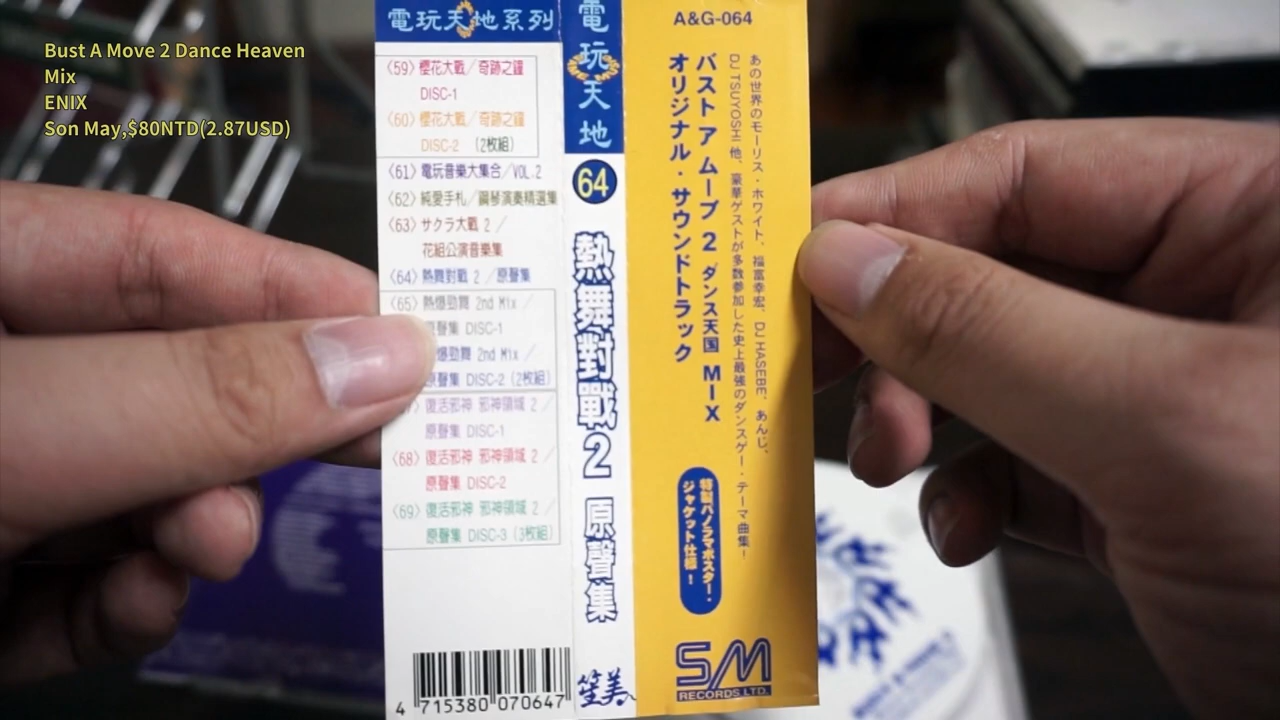 Bust A Move 2 Dance Heaven
Mix
ENIX
Son May,$80NTD(2.87USD)
電玩天地系列
〈59〉櫻花大戰／奇跡之鐘
DISC-1
〈60〉櫻花大戰／奇跡之鐘
DISC-2 (2枚組)
〈61〉電玩音樂大集合／VOL.2
〈62〉純愛手札／鋼琴演奏精選集
〈63〉サクラ大戰 2／
花組公演音樂集
〈64〉熱舞對戰 2／原聲集
〈65〉熱爆勁舞 2nd Mix／
原聲集 DISC-1
爆勁舞 2nd Mix／
原聲集 DISC-2 (2枚組)
復活邪神 邪神領域 2／
原聲集 DISC-1
〈68〉復活邪神 邪神領域 2／
原聲集 DISC-2
〈69〉復活邪神 邪神領域 2／
原聲集 DISC-3 (3枚組)
4 715380 070647
電玩天地
64
熱舞對戰2 原聲集
笙美
A&G-064
あの世界のモーリス・ホワイト、福富幸宏、DJ HASEBE、あんじ、
DJ TSUYOSHI 他、豪華ゲストが多数参加した史上最強のダンスゲー・テーマ曲集！
バスト ア ムーブ 2 ダンス天国 MIX
オリジナル・サウンドトラック
特製パノラマポスター・
ジャケット仕様！
SM
RECORDS.LTD.